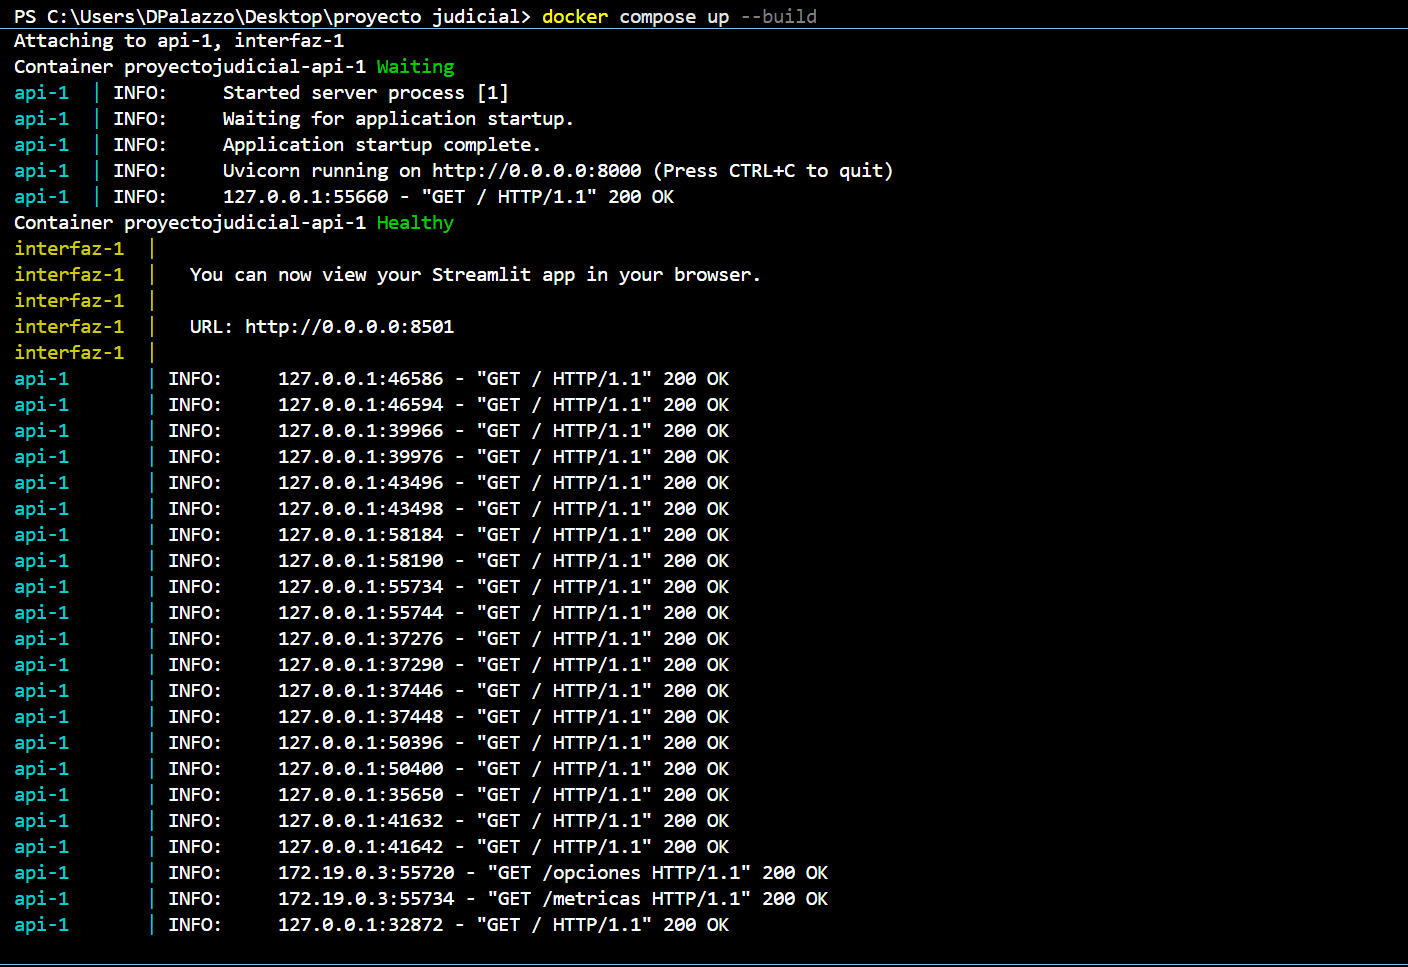 PS C:\Users\DPalazzo\Desktop\proyecto judicial> docker compose up --build
Attaching to api-1, interfaz-1
Container proyectojudicial-api-1 Waiting
api-1  | INFO:     Started server process [1]
api-1  | INFO:     Waiting for application startup.
api-1  | INFO:     Application startup complete.
api-1  | INFO:     Uvicorn running on http://0.0.0.0:8000 (Press CTRL+C to quit)
api-1  | INFO:     127.0.0.1:55660 - "GET / HTTP/1.1" 200 OK
Container proyectojudicial-api-1 Healthy
interfaz-1  |
interfaz-1  |   You can now view your Streamlit app in your browser.
interfaz-1  |
interfaz-1  |   URL: http://0.0.0.0:8501
interfaz-1  |
api-1       | INFO:     127.0.0.1:46586 - "GET / HTTP/1.1" 200 OK
api-1       | INFO:     127.0.0.1:46594 - "GET / HTTP/1.1" 200 OK
api-1       | INFO:     127.0.0.1:39966 - "GET / HTTP/1.1" 200 OK
api-1       | INFO:     127.0.0.1:39976 - "GET / HTTP/1.1" 200 OK
api-1       | INFO:     127.0.0.1:43496 - "GET / HTTP/1.1" 200 OK
api-1       | INFO:     127.0.0.1:43498 - "GET / HTTP/1.1" 200 OK
api-1       | INFO:     127.0.0.1:58184 - "GET / HTTP/1.1" 200 OK
api-1       | INFO:     127.0.0.1:58190 - "GET / HTTP/1.1" 200 OK
api-1       | INFO:     127.0.0.1:55734 - "GET / HTTP/1.1" 200 OK
api-1       | INFO:     127.0.0.1:55744 - "GET / HTTP/1.1" 200 OK
api-1       | INFO:     127.0.0.1:37276 - "GET / HTTP/1.1" 200 OK
api-1       | INFO:     127.0.0.1:37290 - "GET / HTTP/1.1" 200 OK
api-1       | INFO:     127.0.0.1:37446 - "GET / HTTP/1.1" 200 OK
api-1       | INFO:     127.0.0.1:37448 - "GET / HTTP/1.1" 200 OK
api-1       | INFO:     127.0.0.1:50396 - "GET / HTTP/1.1" 200 OK
api-1       | INFO:     127.0.0.1:50400 - "GET / HTTP/1.1" 200 OK
api-1       | INFO:     127.0.0.1:35650 - "GET / HTTP/1.1" 200 OK
api-1       | INFO:     127.0.0.1:41632 - "GET / HTTP/1.1" 200 OK
api-1       | INFO:     127.0.0.1:41642 - "GET / HTTP/1.1" 200 OK
api-1       | INFO:     172.19.0.3:55720 - "GET /opciones HTTP/1.1" 200 OK
api-1       | INFO:     172.19.0.3:55734 - "GET /metricas HTTP/1.1" 200 OK
api-1       | INFO:     127.0.0.1:32872 - "GET / HTTP/1.1" 200 OK